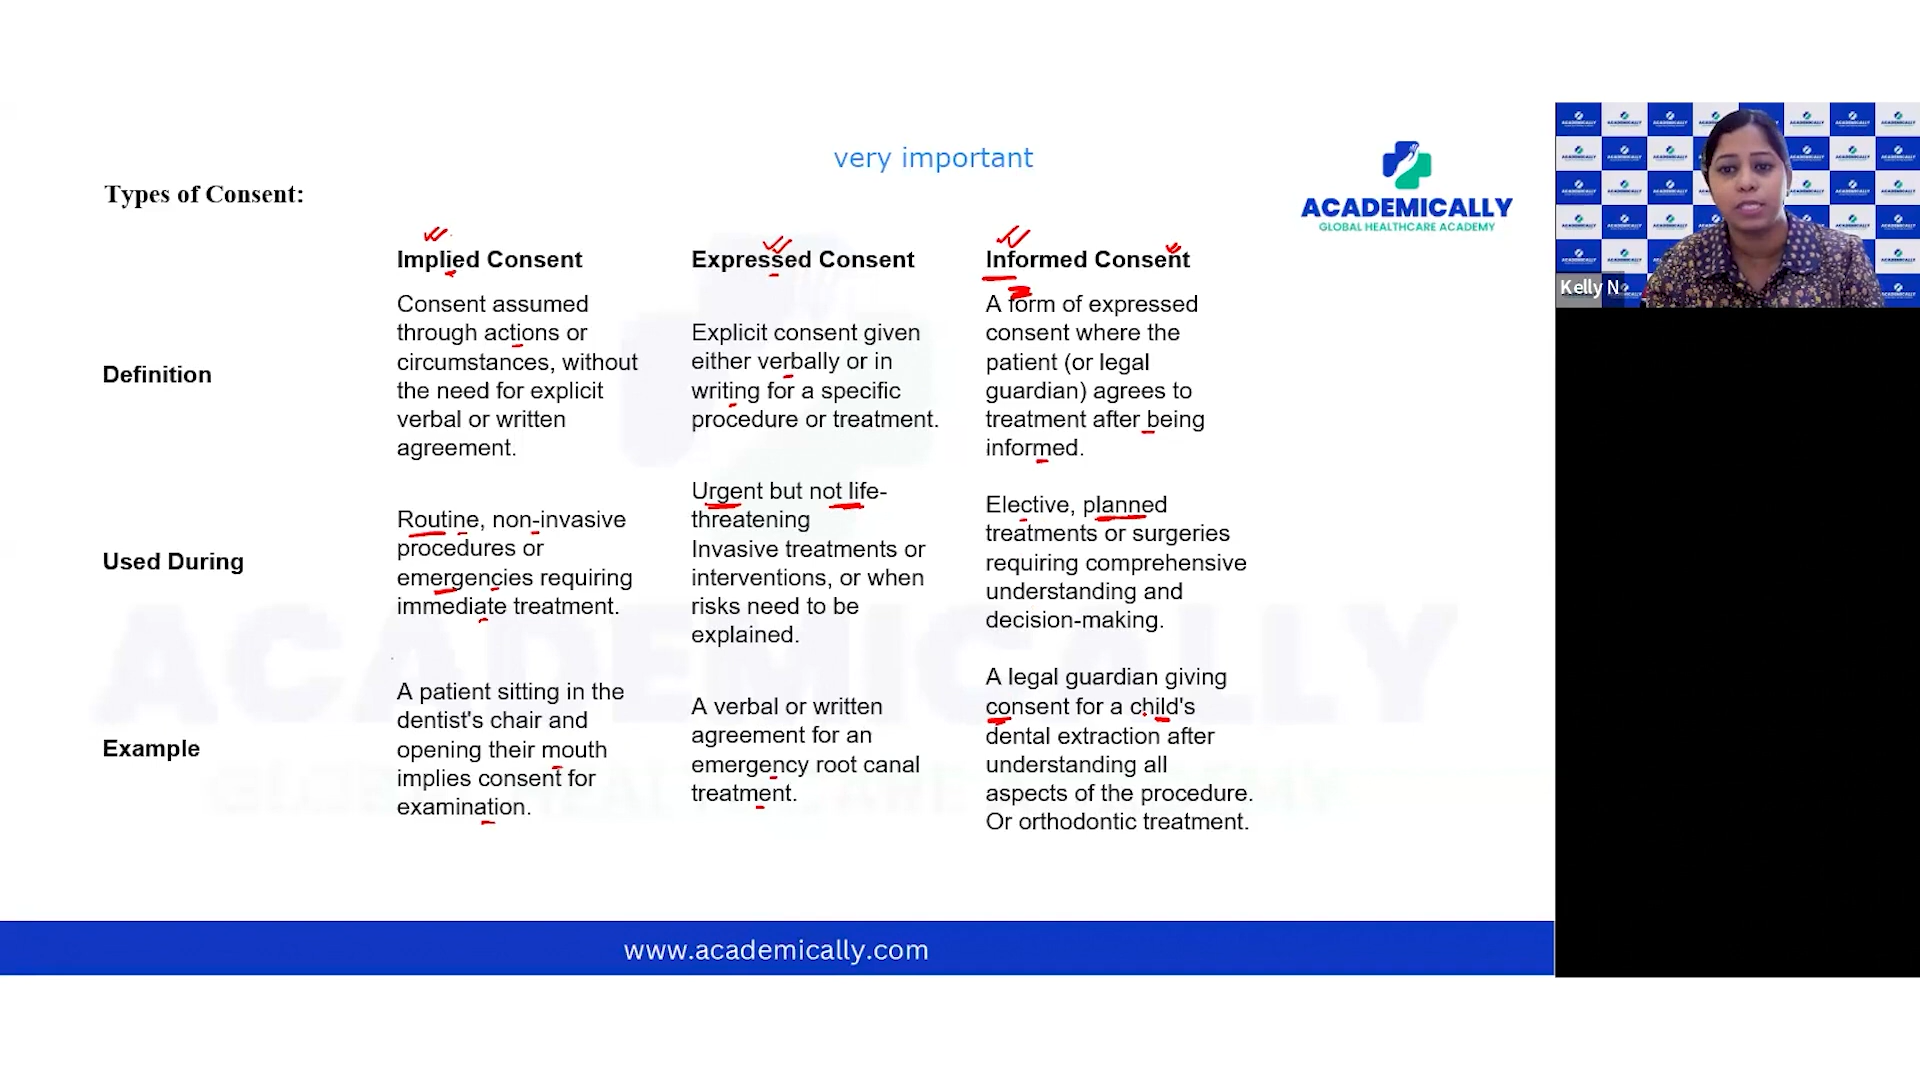 very important
Types of Consent:
ACADEMICALLY
GLOBAL HEALTHCARE ACADEMY
Kelly N
Implied Consent
Expressed Consent
Informed Consent
Definition
Consent assumed
through actions or
circumstances, without
the need for explicit
verbal or written
agreement.
Explicit consent given
either verbally or in
writing for a specific
procedure or treatment.
A form of expressed
consent where the
patient (or legal
guardian) agrees to
treatment after being
informed.
Used During
Routine, non-invasive
procedures or
emergencies requiring
immediate treatment.
Urgent but not life-
threatening
Invasive treatments or
interventions, or when
risks need to be
explained.
Elective, planned
treatments or surgeries
requiring comprehensive
understanding and
decision-making.
Example
A patient sitting in the
dentist's chair and
opening their mouth
implies consent for
examination.
A verbal or written
agreement for an
emergency root canal
treatment.
A legal guardian giving
consent for a child's
dental extraction after
understanding all
aspects of the procedure.
Or orthodontic treatment.
ACADEMICALLY
GLOBAL HEALTHCARE ACADEMY
www.academically.com